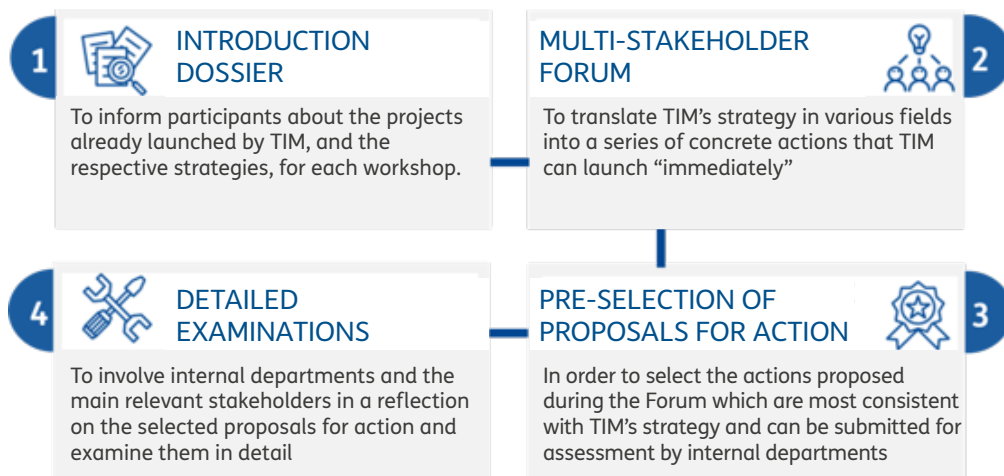 1
INTRODUCTION
DOSSIER
To inform participants about the projects
already launched by TIM, and the
respective strategies, for each workshop.
MULTI-STAKEHOLDER
FORUM
2
To translate TIM’s strategy in various fields
into a series of concrete actions that TIM
can launch “immediately”
PRE-SELECTION OF
PROPOSALS FOR ACTION
3
In order to select the actions proposed
during the Forum which are most consistent
with TIM’s strategy and can be submitted for
assessment by internal departments
4
DETAILED
EXAMINATIONS
To involve internal departments and the
main relevant stakeholders in a reflection
on the selected proposals for action and
examine them in detail